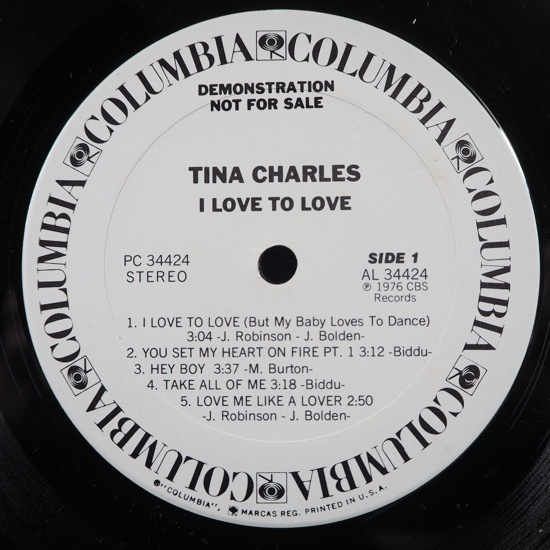 COLUMBIA COLUMBIA COLUMBIA COLUMBIA COLUMBIA COLUMBIA COLUMBIA COLUMBIA
DEMONSTRATION
NOT FOR SALE
TINA CHARLES
I LOVE TO LOVE
PC 34424
STEREO
SIDE 1
AL 34424
℗ 1976 CBS
Records
1. I LOVE TO LOVE (But My Baby Loves To Dance)
3:04 -J. Robinson - J. Bolden-
2. YOU SET MY HEART ON FIRE PT. 1 3:12 -Biddu-
3. HEY BOY 3:37 -M. Burton-
4. TAKE ALL OF ME 3:18 -Biddu-
5. LOVE ME LIKE A LOVER 2:50
-J. Robinson - J. Bolden-
®"COLUMBIA", MARCAS REG. PRINTED IN U.S.A.